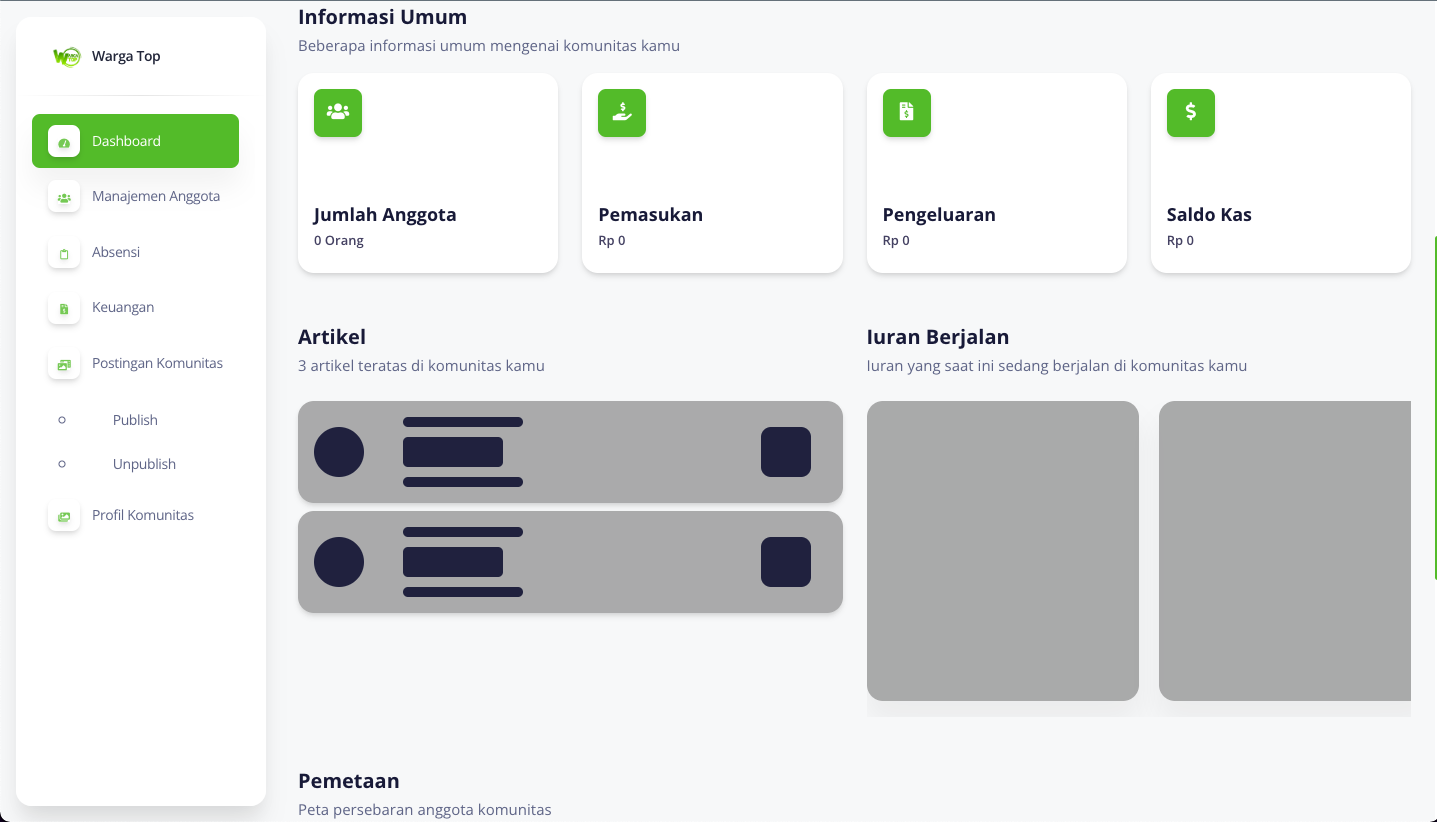 Warga Top
Dashboard
Manajemen Anggota
Absensi
Keuangan
Postingan Komunitas
Publish
Unpublish
Profil Komunitas
Informasi Umum
Beberapa informasi umum mengenai komunitas kamu
Jumlah Anggota
0 Orang
Pemasukan
Rp 0
Pengeluaran
Rp 0
Saldo Kas
Rp 0
Artikel
3 artikel teratas di komunitas kamu
Iuran Berjalan
Iuran yang saat ini sedang berjalan di komunitas kamu
Pemetaan
Peta persebaran anggota komunitas